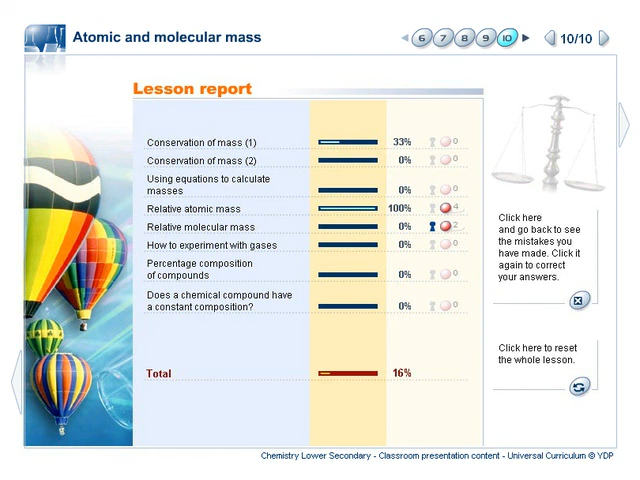 Atomic and molecular mass
6 7 8 9 10
10/10
Lesson report
Conservation of mass (1) 33% 0
Conservation of mass (2) 0% 0
Using equations to calculate
masses 0% 0
Relative atomic mass 100% 4
Relative molecular mass 0% 2
How to experiment with gases 0% 0
Percentage composition
of compounds 0% 0
Does a chemical compound have
a constant composition? 0% 0
Total 16%
Click here
and go back to see
the mistakes you
have made. Click it
again to correct
your answers.
Click here to reset
the whole lesson.
Chemistry Lower Secondary - Classroom presentation content - Universal Curriculum © YDP